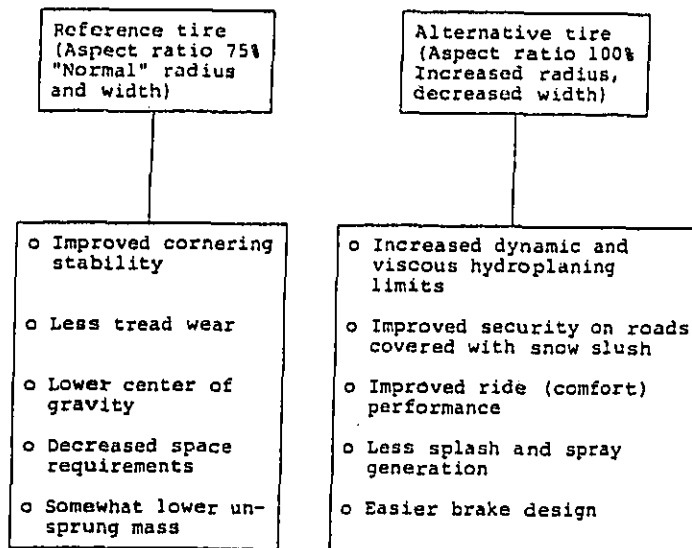 Reference tire
(Aspect ratio 75%
"Normal" radius
and width)
Alternative tire
(Aspect ratio 100%
Increased radius,
decreased width)
o Improved cornering
stability
o Less tread wear
o Lower center of
gravity
o Decreased space
requirements
o Somewhat lower un-
sprung mass
o Increased dynamic and
viscous hydroplaning
limits
o Improved security on roads
covered with snow slush
o Improved ride (comfort)
performance
o Less splash and spray
generation
o Easier brake design